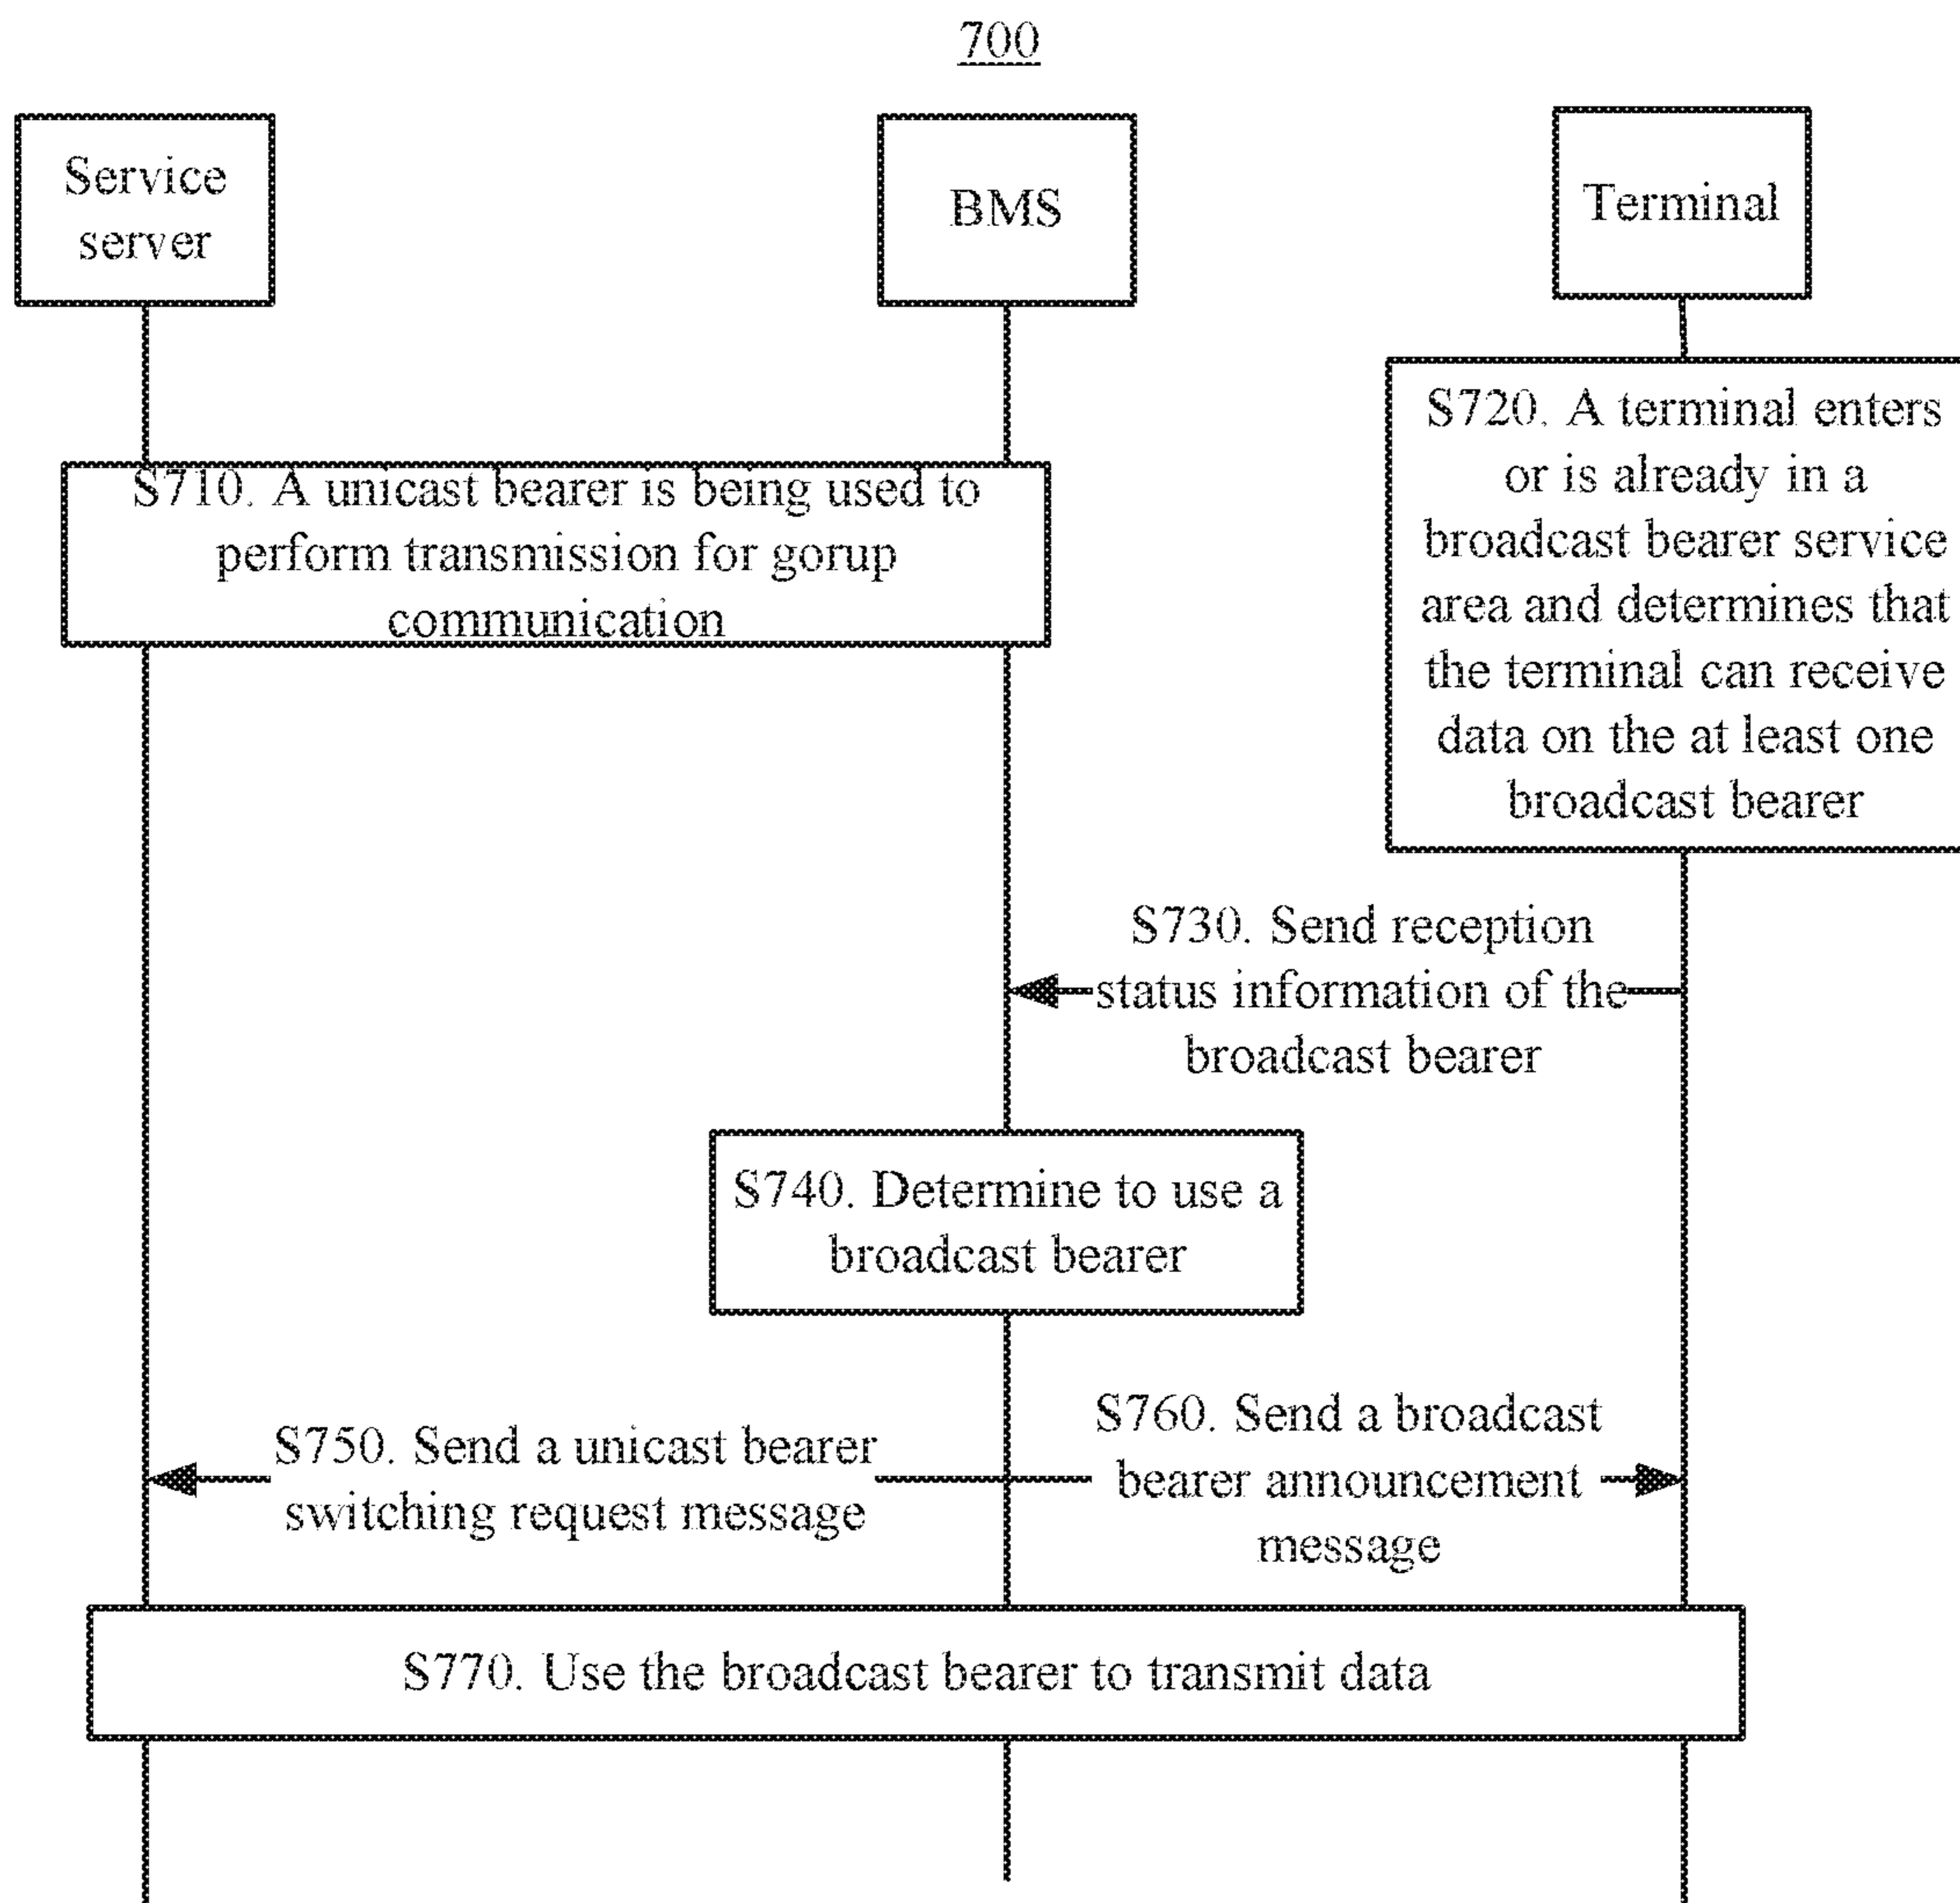 700
Service
server
BMS
Terminal
S710. A unicast bearer is being used to
perform transmission for gorup
communication
S720. A terminal enters
or is already in a
broadcast bearer service
area and determines that
the terminal can receive
data on the at least one
broadcast bearer
S730. Send reception
status information of the
broadcast bearer
S740. Determine to use a
broadcast bearer
S750. Send a unicast bearer
switching request message
S760. Send a broadcast
bearer announcement
message
S770. Use the broadcast bearer to transmit data